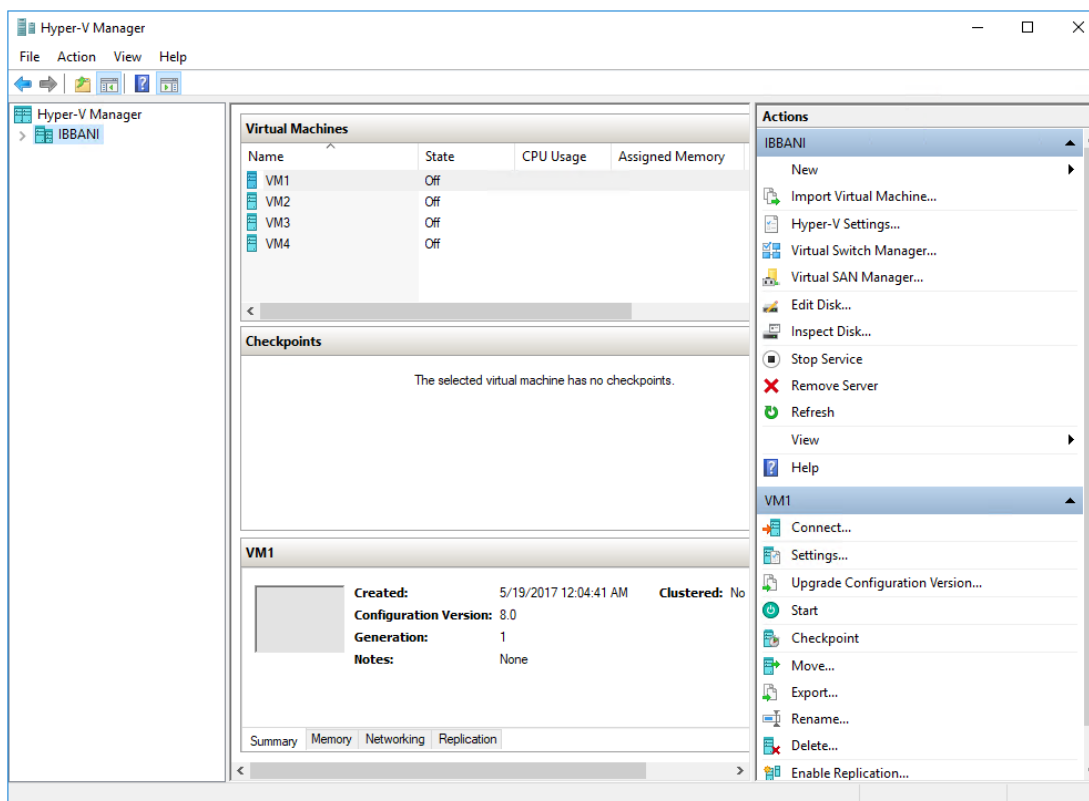 Hyper-V Manager
File Action View Help
Hyper-V Manager
IBBANI
Virtual Machines
Name State CPU Usage Assigned Memory
VM1 Off
VM2 Off
VM3 Off
VM4 Off
Checkpoints
The selected virtual machine has no checkpoints.
VM1
Created: 5/19/2017 12:04:41 AM Clustered: No
Configuration Version: 8.0
Generation: 1
Notes: None
Summary Memory Networking Replication
Actions
IBBANI
New
Import Virtual Machine...
Hyper-V Settings...
Virtual Switch Manager...
Virtual SAN Manager...
Edit Disk...
Inspect Disk...
Stop Service
Remove Server
Refresh
View
Help
VM1
Connect...
Settings...
Upgrade Configuration Version...
Start
Checkpoint
Move...
Export...
Rename...
Delete...
Enable Replication...